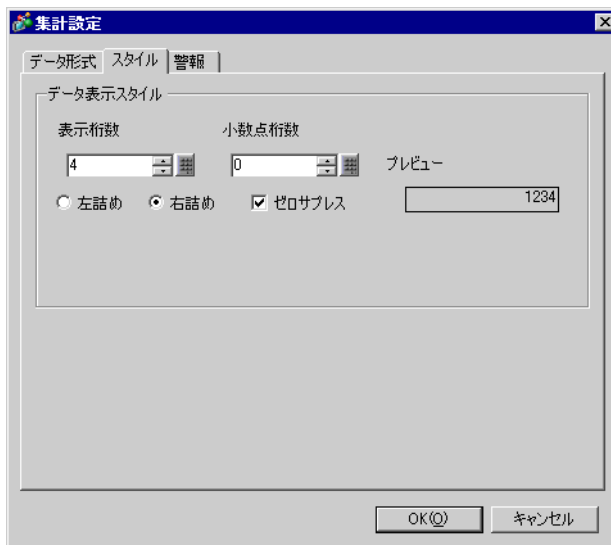 集計設定
データ形式 スタイル 警報
データ表示スタイル
表示桁数 小数点桁数
4 0 プレビュー
左詰め 右詰め ゼロサプレス 1234
OK(O) キャンセル